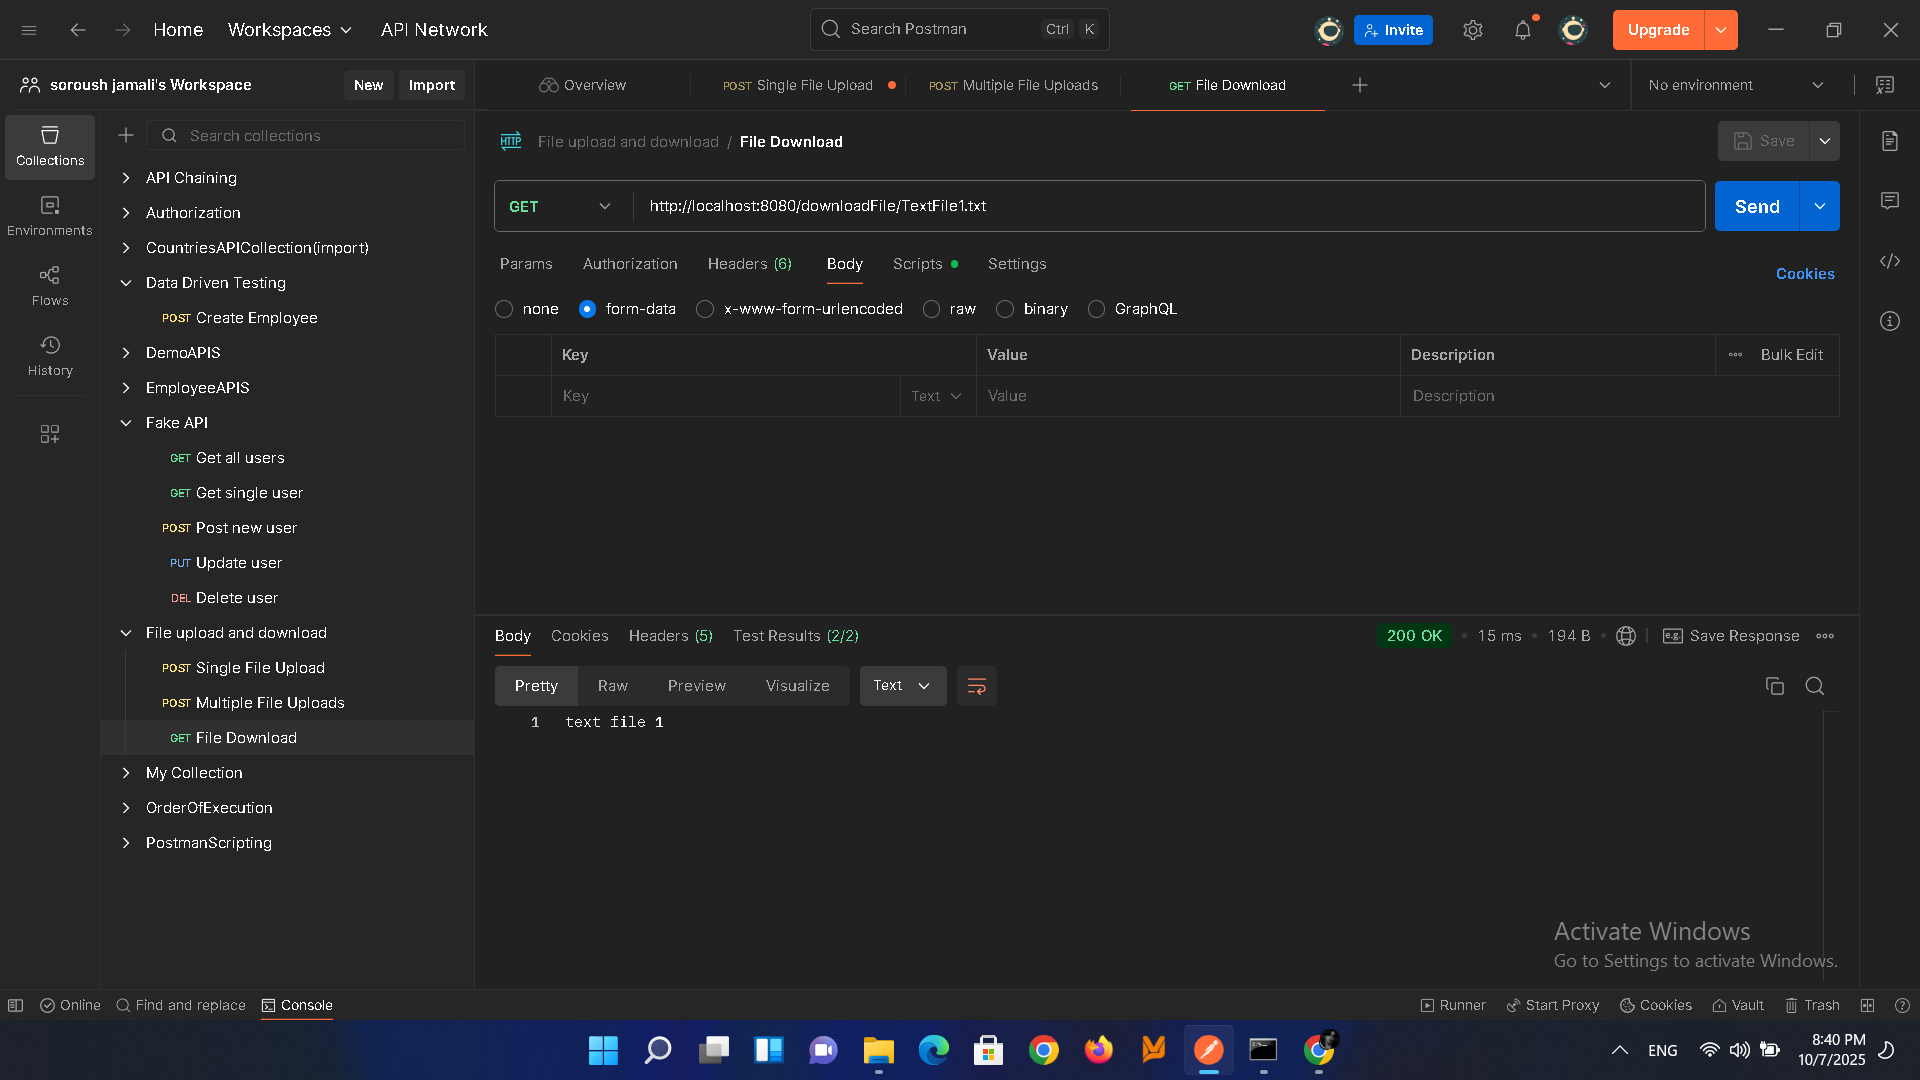 Home Workspaces API Network Search Postman Ctrl K Invite Upgrade
soroush jamali's Workspace New Import Overview POST Single File Upload POST Multiple File Uploads GET File Download No environment
Collections
Environments
Flows
History
Search collections
API Chaining
Authorization
CountriesAPICollection(import)
Data Driven Testing
POST Create Employee
DemoAPIS
EmployeeAPIS
Fake API
GET Get all users
GET Get single user
POST Post new user
PUT Update user
DEL Delete user
File upload and download
POST Single File Upload
POST Multiple File Uploads
GET File Download
My Collection
OrderOfExecution
PostmanScripting
HTTP File upload and download / File Download Save
GET http://localhost:8080/downloadFile/TextFile1.txt Send
Params Authorization Headers (6) Body Scripts Settings Cookies
none form-data x-www-form-urlencoded raw binary GraphQL
Key Value Description Bulk Edit
Key Text Value Description
Body Cookies Headers (5) Test Results (2/2) 200 OK 15 ms 194 B e.g. Save Response
Pretty Raw Preview Visualize Text
1 text file 1
Activate Windows
Go to Settings to activate Windows.
Online Find and replace Console Runner Start Proxy Cookies Vault Trash
ENG 8:40 PM
10/7/2025